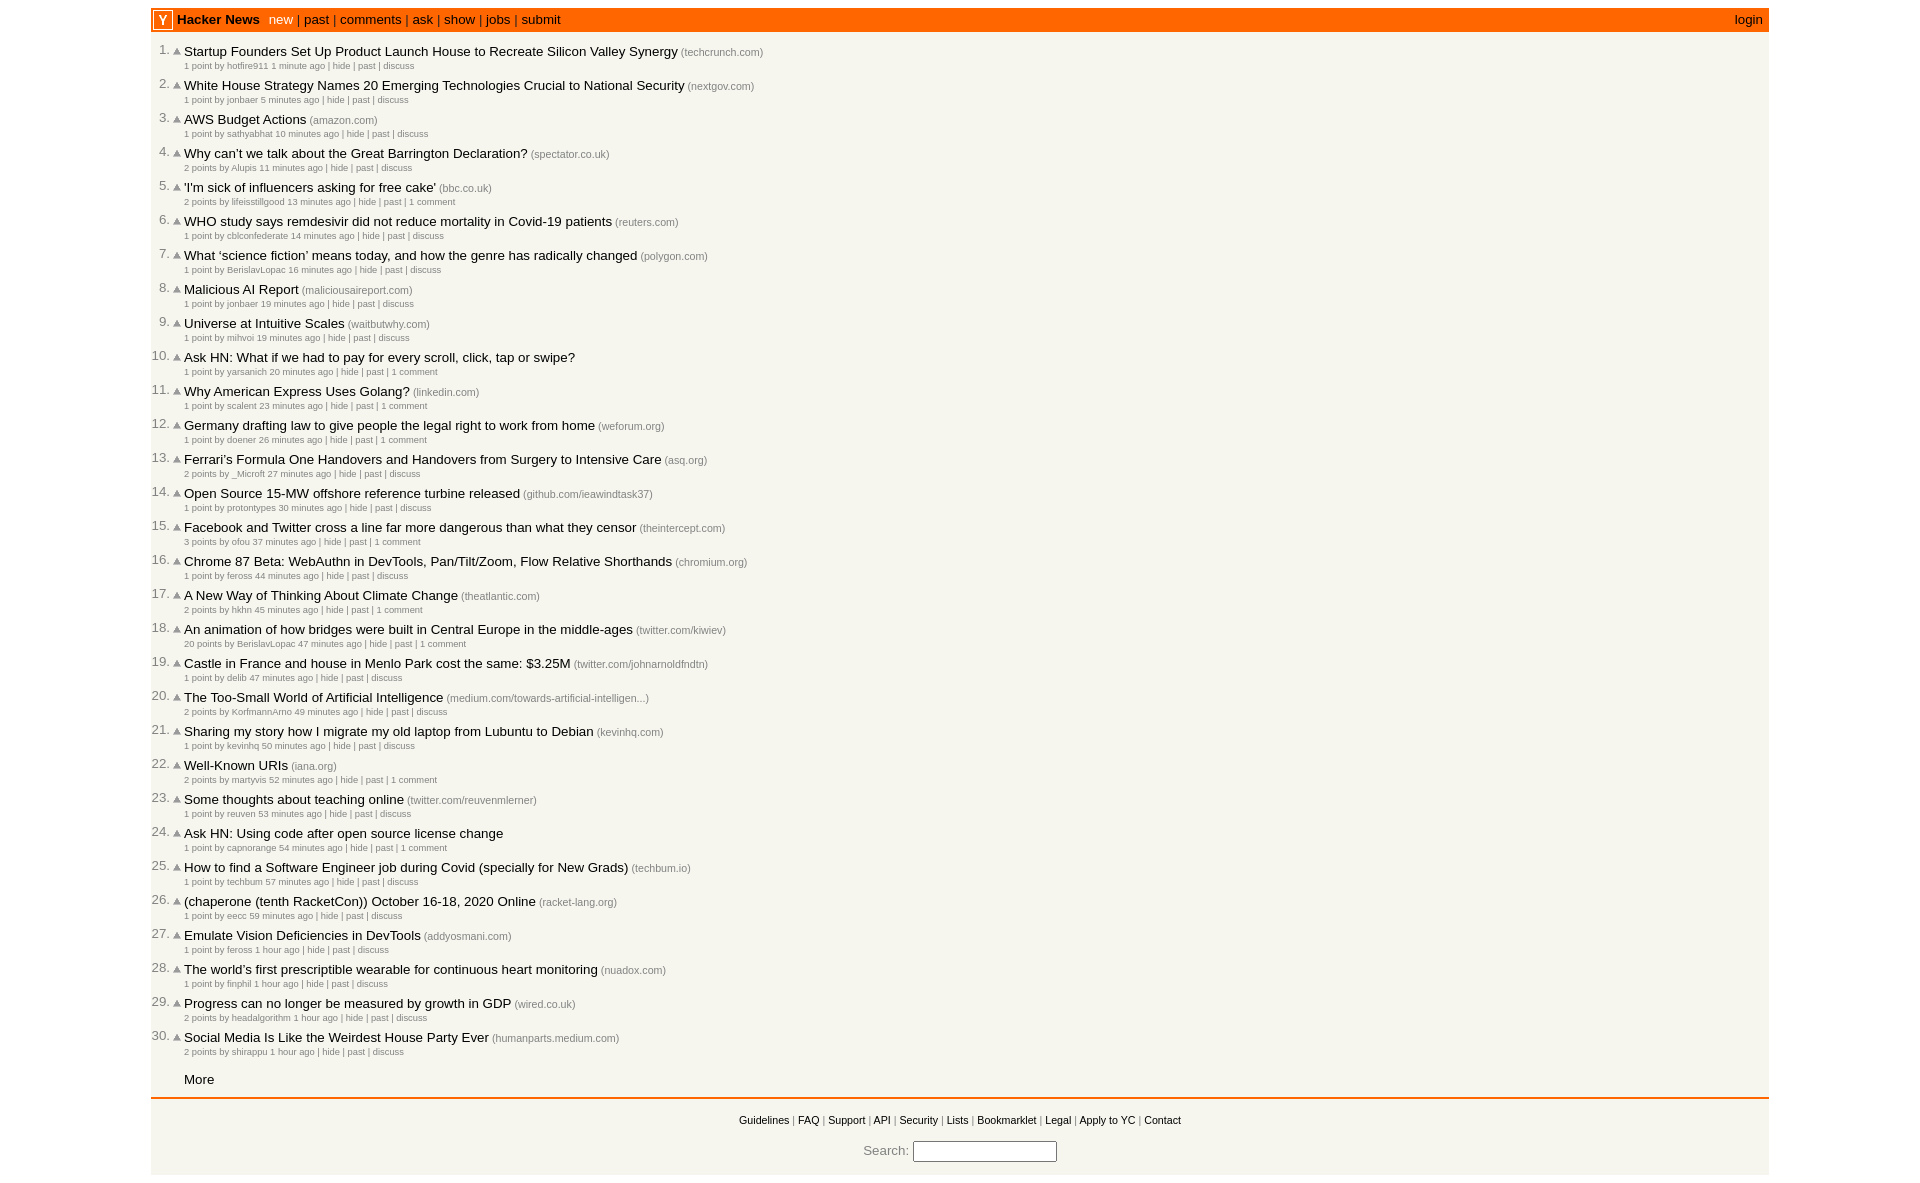 Y Hacker News new | past | comments | ask | show | jobs | submit login
1. Startup Founders Set Up Product Launch House to Recreate Silicon Valley Synergy (techcrunch.com)
1 point by hotfire911 1 minute ago | hide | past | discuss
2. White House Strategy Names 20 Emerging Technologies Crucial to National Security (nextgov.com)
1 point by jonbaer 5 minutes ago | hide | past | discuss
3. AWS Budget Actions (amazon.com)
1 point by sathyabhat 10 minutes ago | hide | past | discuss
4. Why can’t we talk about the Great Barrington Declaration? (spectator.co.uk)
2 points by Alupis 11 minutes ago | hide | past | discuss
5. 'I'm sick of influencers asking for free cake' (bbc.co.uk)
2 points by lifeisstillgood 13 minutes ago | hide | past | 1 comment
6. WHO study says remdesivir did not reduce mortality in Covid-19 patients (reuters.com)
1 point by cblconfederate 14 minutes ago | hide | past | discuss
7. What ‘science fiction’ means today, and how the genre has radically changed (polygon.com)
1 point by BerislavLopac 16 minutes ago | hide | past | discuss
8. Malicious AI Report (maliciousaireport.com)
1 point by jonbaer 19 minutes ago | hide | past | discuss
9. Universe at Intuitive Scales (waitbutwhy.com)
1 point by mihvoi 19 minutes ago | hide | past | discuss
10. Ask HN: What if we had to pay for every scroll, click, tap or swipe?
1 point by yarsanich 20 minutes ago | hide | past | 1 comment
11. Why American Express Uses Golang? (linkedin.com)
1 point by scalent 23 minutes ago | hide | past | 1 comment
12. Germany drafting law to give people the legal right to work from home (weforum.org)
1 point by doener 26 minutes ago | hide | past | 1 comment
13. Ferrari’s Formula One Handovers and Handovers from Surgery to Intensive Care (asq.org)
2 points by _Microft 27 minutes ago | hide | past | discuss
14. Open Source 15-MW offshore reference turbine released (github.com/ieawindtask37)
1 point by protontypes 30 minutes ago | hide | past | discuss
15. Facebook and Twitter cross a line far more dangerous than what they censor (theintercept.com)
3 points by ofou 37 minutes ago | hide | past | 1 comment
16. Chrome 87 Beta: WebAuthn in DevTools, Pan/Tilt/Zoom, Flow Relative Shorthands (chromium.org)
1 point by feross 44 minutes ago | hide | past | discuss
17. A New Way of Thinking About Climate Change (theatlantic.com)
2 points by hkhn 45 minutes ago | hide | past | 1 comment
18. An animation of how bridges were built in Central Europe in the middle-ages (twitter.com/kiwiev)
20 points by BerislavLopac 47 minutes ago | hide | past | 1 comment
19. Castle in France and house in Menlo Park cost the same: $3.25M (twitter.com/johnarnoldfndtn)
1 point by delib 47 minutes ago | hide | past | discuss
20. The Too-Small World of Artificial Intelligence (medium.com/towards-artificial-intelligen...)
2 points by KorfmannArno 49 minutes ago | hide | past | discuss
21. Sharing my story how I migrate my old laptop from Lubuntu to Debian (kevinhq.com)
1 point by kevinhq 50 minutes ago | hide | past | discuss
22. Well-Known URIs (iana.org)
2 points by martyvis 52 minutes ago | hide | past | 1 comment
23. Some thoughts about teaching online (twitter.com/reuvenmlerner)
1 point by reuven 53 minutes ago | hide | past | discuss
24. Ask HN: Using code after open source license change
1 point by capnorange 54 minutes ago | hide | past | 1 comment
25. How to find a Software Engineer job during Covid (specially for New Grads) (techbum.io)
1 point by techbum 57 minutes ago | hide | past | discuss
26. (chaperone (tenth RacketCon)) October 16-18, 2020 Online (racket-lang.org)
1 point by eecc 59 minutes ago | hide | past | discuss
27. Emulate Vision Deficiencies in DevTools (addyosmani.com)
1 point by feross 1 hour ago | hide | past | discuss
28. The world’s first prescriptible wearable for continuous heart monitoring (nuadox.com)
1 point by finphil 1 hour ago | hide | past | discuss
29. Progress can no longer be measured by growth in GDP (wired.co.uk)
2 points by headalgorithm 1 hour ago | hide | past | discuss
30. Social Media Is Like the Weirdest House Party Ever (humanparts.medium.com)
2 points by shirappu 1 hour ago | hide | past | discuss
More
Guidelines | FAQ | Support | API | Security | Lists | Bookmarklet | Legal | Apply to YC | Contact
Search: